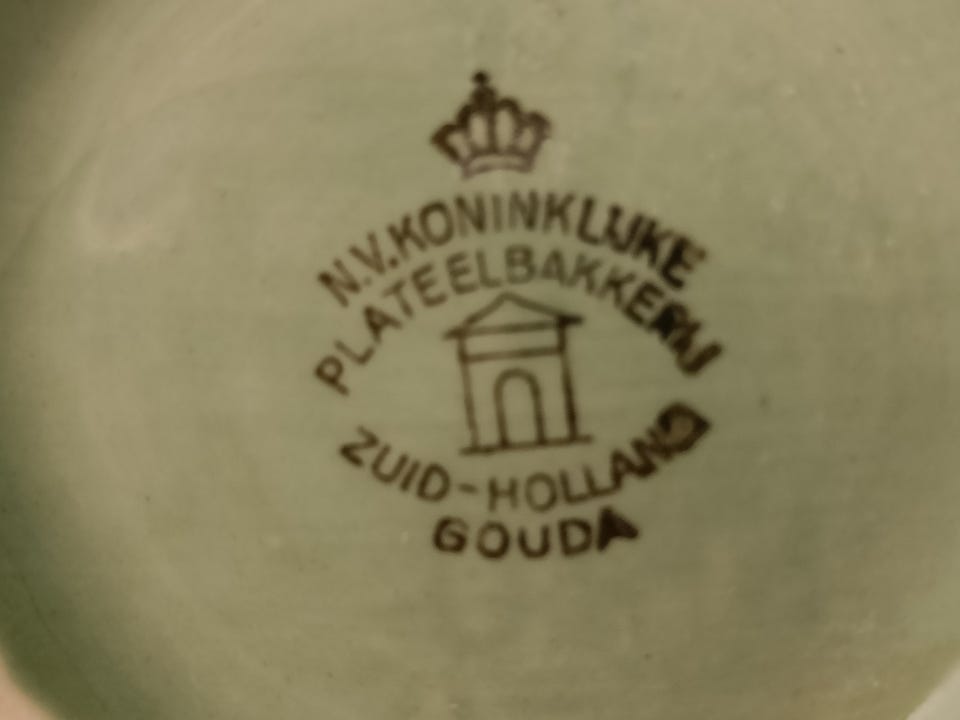 N.V. KONINKLIJKE
PLATEELBAKKERIJ
ZUID-HOLLAND
GOUDA